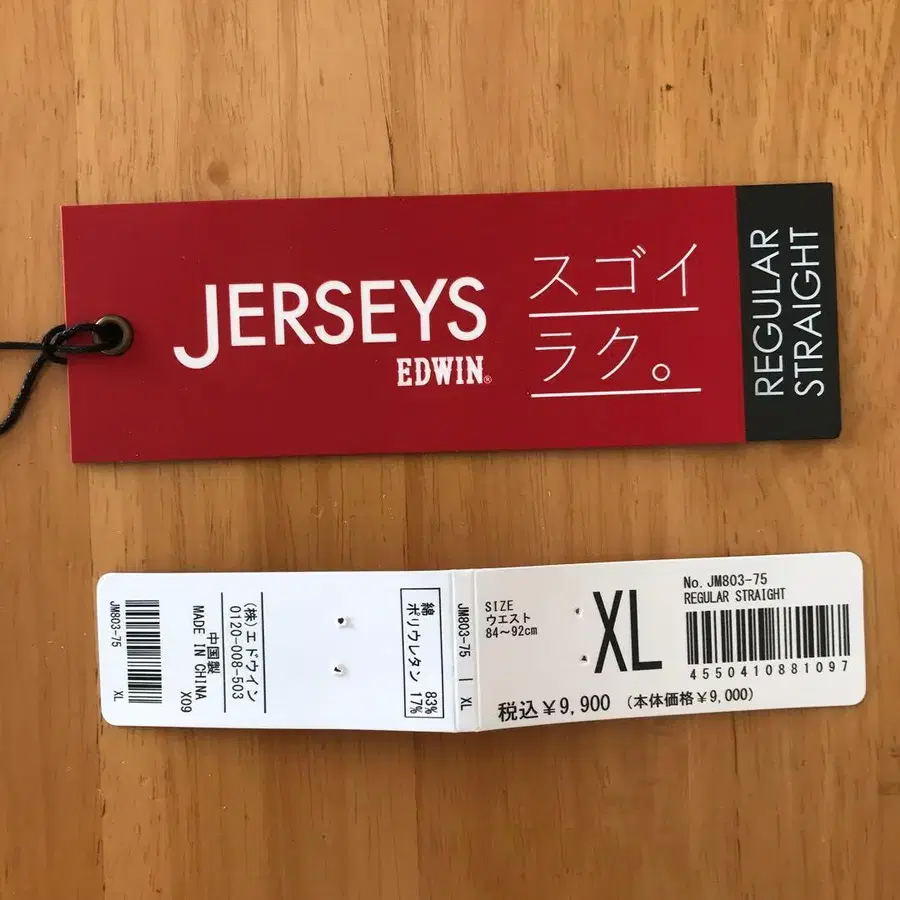 JERSEYS
EDWIN®
スゴイ
ラク。
REGULAR
STRAIGHT
JM803-75
XL
(株)エドウイン
0120-008-503
中国製
MADE IN CHINA
X09
綿 83%
ポリウレタン 17%
JM803-75 | XL
SIZE
ウエスト
84~92cm
XL
No. JM803-75
REGULAR STRAIGHT
4550410881097
税込¥9,900 (本体価格¥9,000)